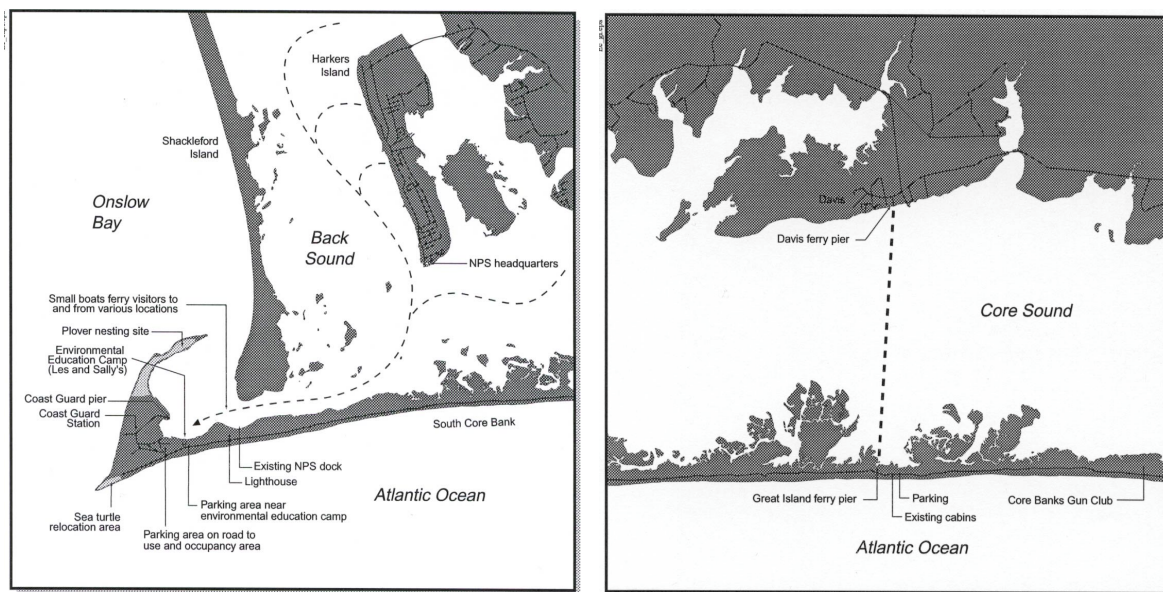 Harkers
Island
Shackleford
Island
Onslow
Bay
Back
Sound
NPS headquarters
Small boats ferry visitors to
and from various locations
Plover nesting site
Environmental
Education Camp
(Les and Sally's)
Coast Guard pier
Coast Guard
Station
South Core Bank
Existing NPS dock
Lighthouse
Atlantic Ocean
Parking area near
environmental education camp
Sea turtle
relocation area
Parking area on road to
use and occupancy area
Davis
Davis ferry pier
Core Sound
Great Island ferry pier
Parking
Core Banks Gun Club
Existing cabins
Atlantic Ocean